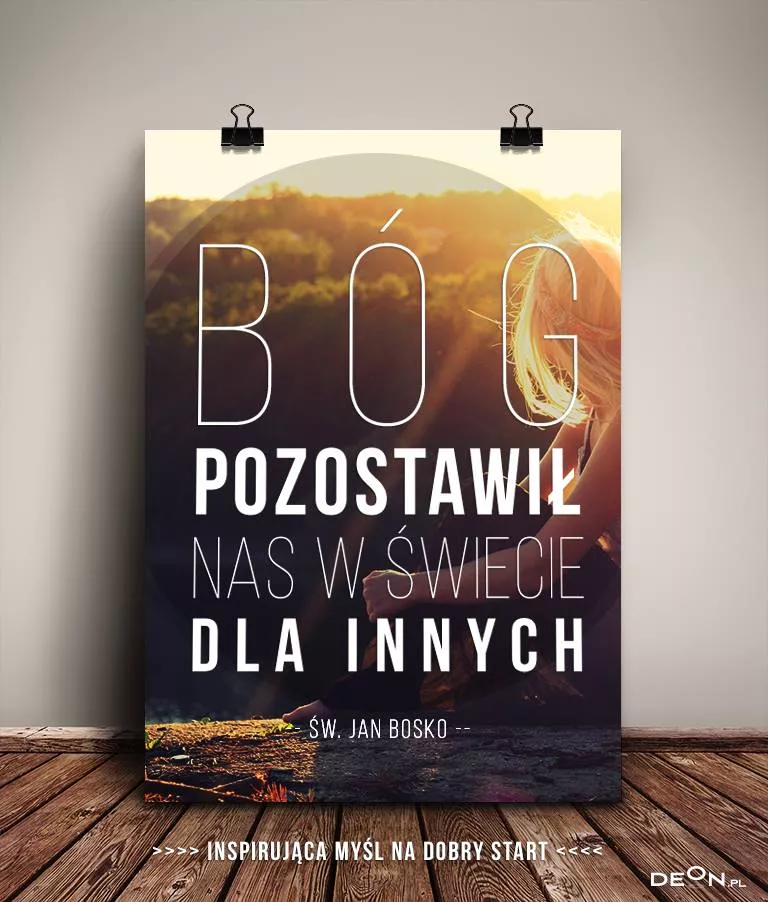 BÓG
POZOSTAWIŁ
NAS W ŚWIECIE
DLA INNYCH
-- ŚW. JAN BOSKO --
>>>> INSPIRUJĄCA MYŚL NA DOBRY START <<<<
DEON.PL